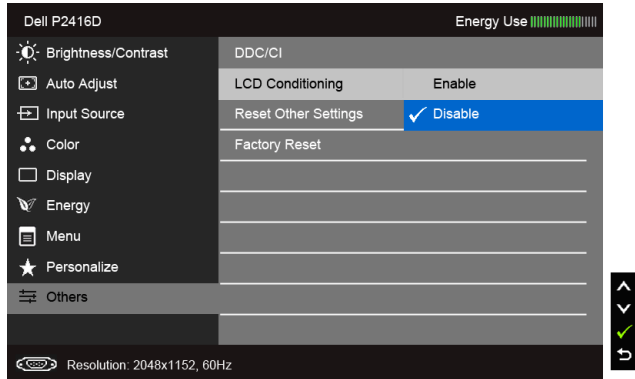 Dell P2416D Energy Use
Brightness/Contrast DDC/CI
Auto Adjust LCD Conditioning Enable
Input Source Reset Other Settings Disable
Color Factory Reset
Display
Energy
Menu
Personalize
Others
Resolution: 2048x1152, 60Hz